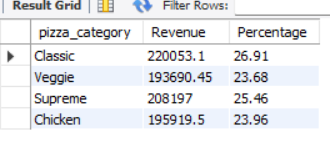 Result Grid Filter Rows:
pizza_category Revenue Percentage
Classic 220053.1 26.91
Veggie 193690.45 23.68
Supreme 208197 25.46
Chicken 195919.5 23.96